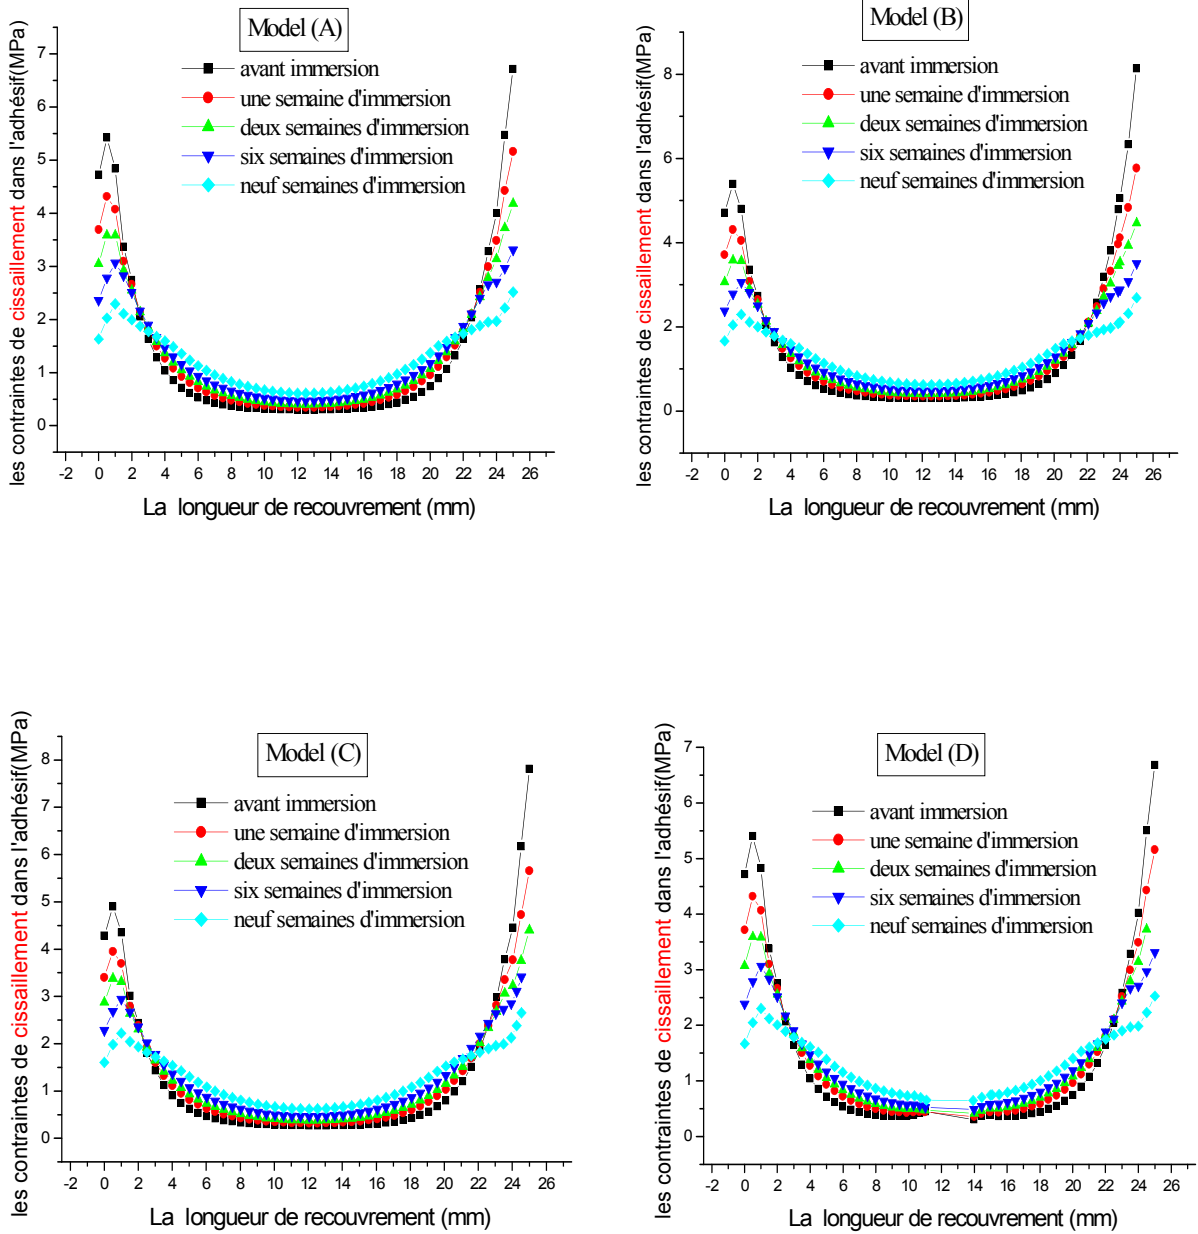 Model (A)
les contraintes de cissaillement dans l'adhésif(MPa)
7
6
5
4
3
2
1
0
avant immersion
une semaine d'immersion
deux semaines d'immersion
six semaines d'immersion
neuf semaines d'immersion
-2 0 2 4 6 8 10 12 14 16 18 20 22 24 26
La longueur de recouvrement (mm)
Model (B)
les contraintes de cissaillement dans l'adhésif(MPa)
8
6
4
2
0
avant immersion
une semaine d'immersion
deux semaines d'immersion
six semaines d'immersion
neuf semaines d'immersion
-2 0 2 4 6 8 10 12 14 16 18 20 22 24 26
La longueur de recouvrement (mm)
Model (C)
les contraintes de cissaillement dans l'adhésif(MPa)
8
7
6
5
4
3
2
1
0
avant immersion
une semaine d'immersion
deux semaines d'immersion
six semaines d'immersion
neuf semaines d'immersion
-2 0 2 4 6 8 10 12 14 16 18 20 22 24 26
La longueur de recouvrement (mm)
Model (D)
les contraintes de cissaillement dans l'adhésif(MPa)
7
6
5
4
3
2
1
0
avant immersion
une semaine d'immersion
deux semaines d'immersion
six semaines d'immersion
neuf semaines d'immersion
-2 0 2 4 6 8 10 12 14 16 18 20 22 24 26
La longueur de recouvrement (mm)